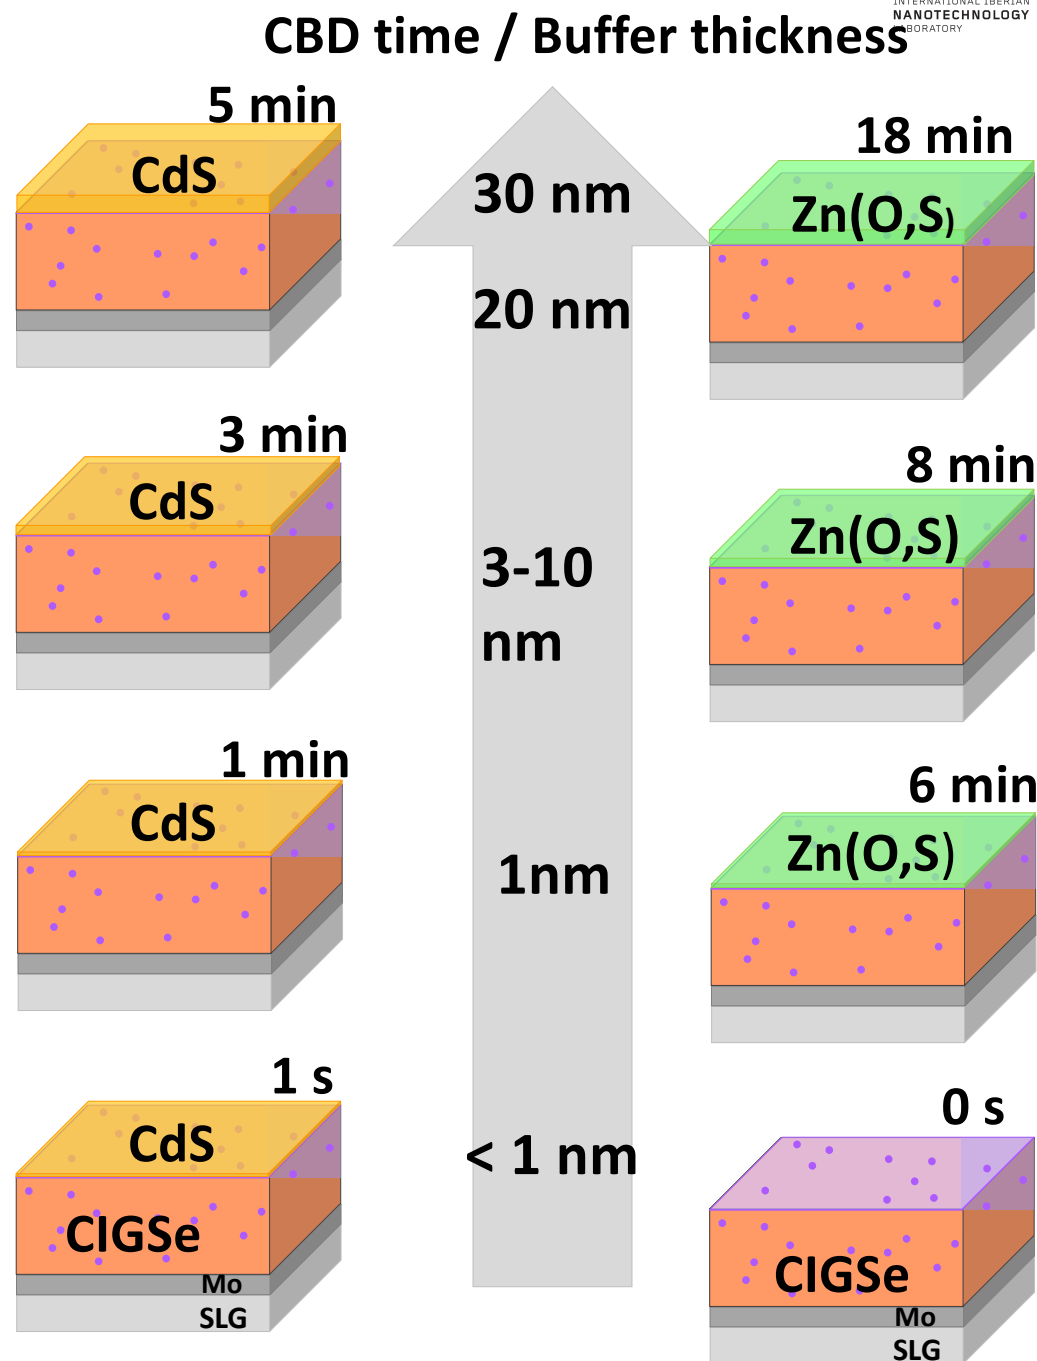 INTERNATIONAL IBERIAN
NANOTECHNOLOGY
LABORATORY
CBD time / Buffer thickness
5 min
CdS
30 nm
18 min
Zn(O,S)
20 nm
3 min
CdS
3-10
nm
8 min
Zn(O,S)
1 min
CdS
1nm
6 min
Zn(O,S)
1 s
CdS
CIGSe
Mo
SLG
< 1 nm
0 s
CIGSe
Mo
SLG